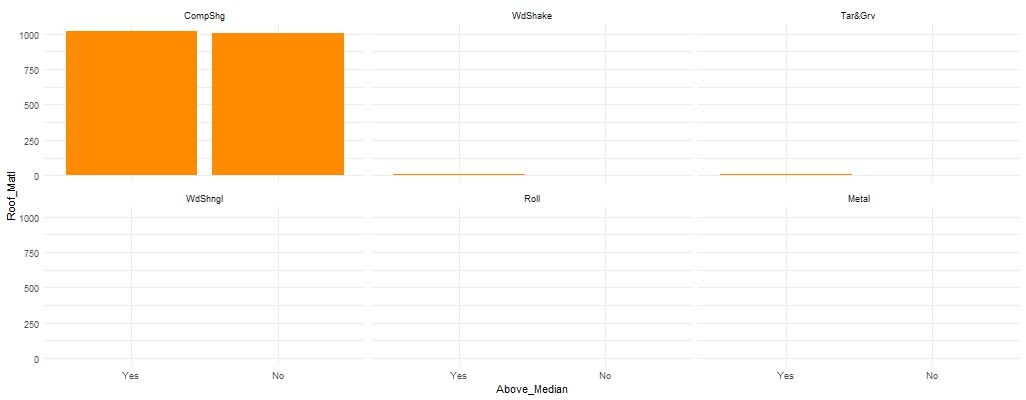 CompShg WdShake Tar&Grv
1000
750
500
250
0
Roof_Matl
WdShngl Roll Metal
1000
750
500
250
0
Yes No Yes No Yes No
Above_Median